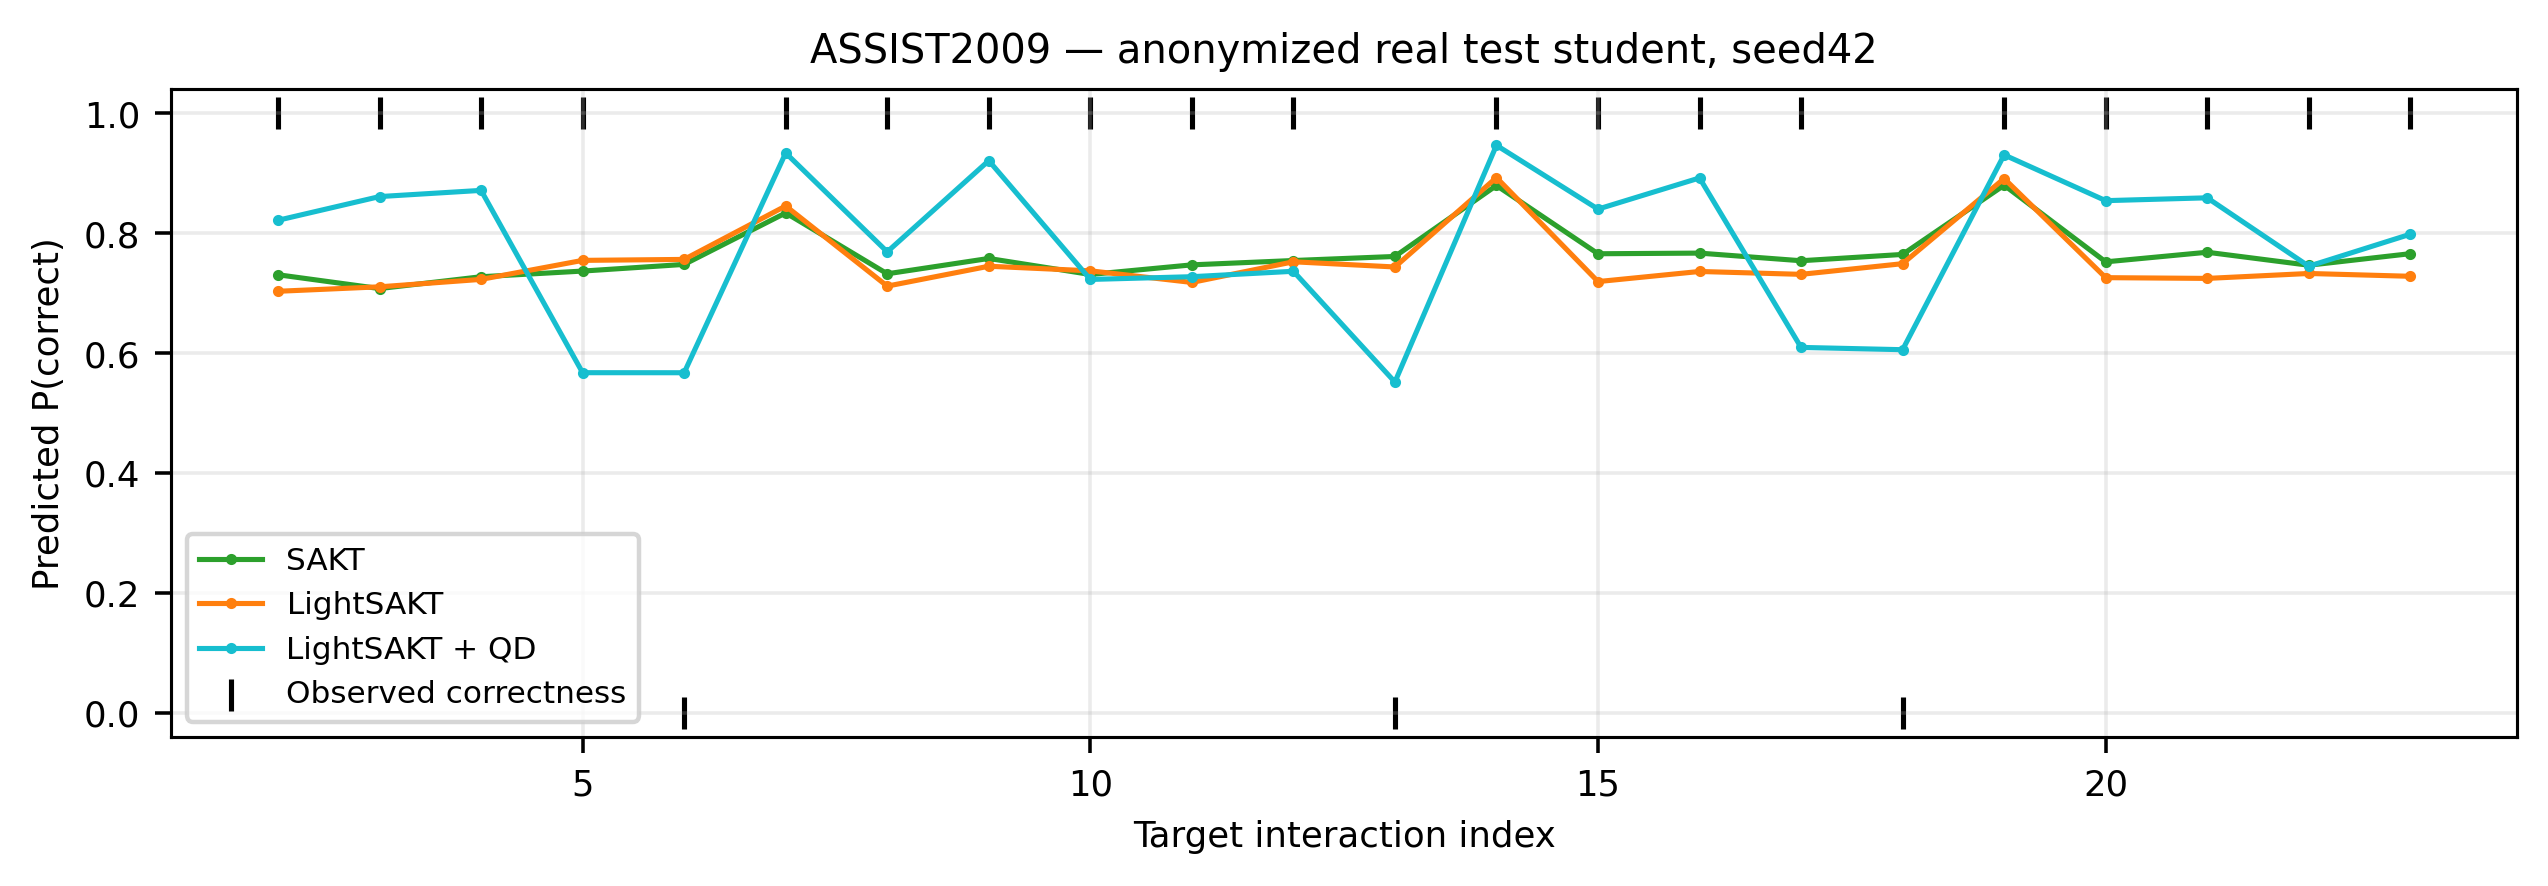 ASSIST2009 — anonymized real test student, seed42
Predicted P(correct)
1.0
0.8
0.6
0.4
0.2
0.0
SAKT
LightSAKT
LightSAKT + QD
Observed correctness
5
10
15
20
Target interaction index